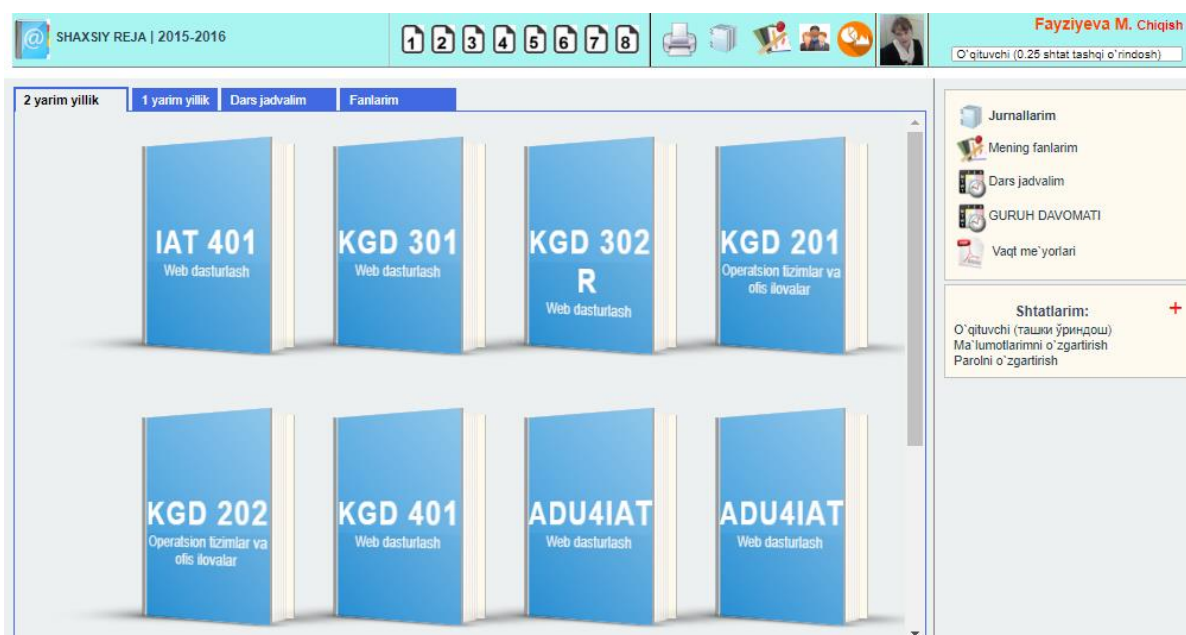 SHAXSIY REJA | 2015-2016
1 2 3 4 5 6 7 8
Fayziyeva M. Chiqish
O`qituvchi (0.25 shtat tashqi o`rindosh)
2 yarim yillik 1 yarim yillik Dars jadvalim Fanlarim
IAT 401
Web dasturlash
KGD 301
Web dasturlash
KGD 302
R
Web dasturlash
KGD 201
Operatsion tizimlar va
ofis ilovalar
KGD 202
Operatsion tizimlar va
ofis ilovalar
KGD 401
Web dasturlash
ADU4IAT
Web dasturlash
ADU4IAT
Web dasturlash
Jurnallarim
Mening fanlarim
Dars jadvalim
GURUH DAVOMATI
Vaqt me`yorlari
Shtatlarim: +
O`qituvchi (ташки ўриндош)
Ma`lumotlarimni o`zgartirish
Parolni o`zgartirish